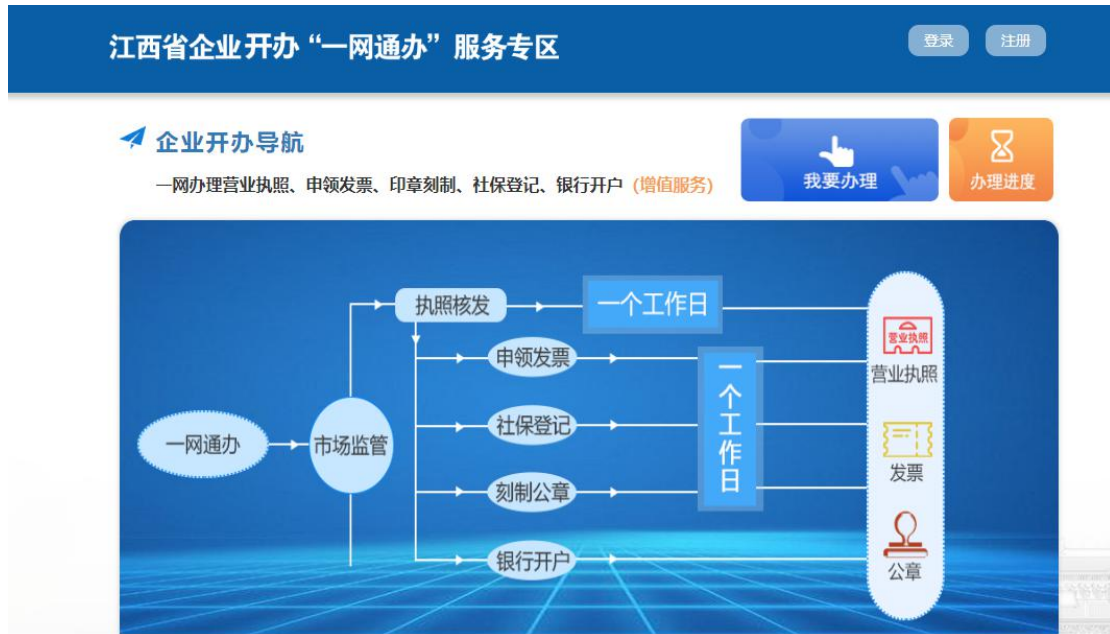 江西省企业开办“一网通办”服务专区
登录
注册
企业开办导航
一网办理营业执照、申领发票、印章刻制、社保登记、银行开户（增值服务）
我要办理
办理进度
一网通办
市场监管
执照核发
一个工作日
申领发票
社保登记
刻制公章
银行开户
一个工作日
营业执照
营业执照
发票
公章